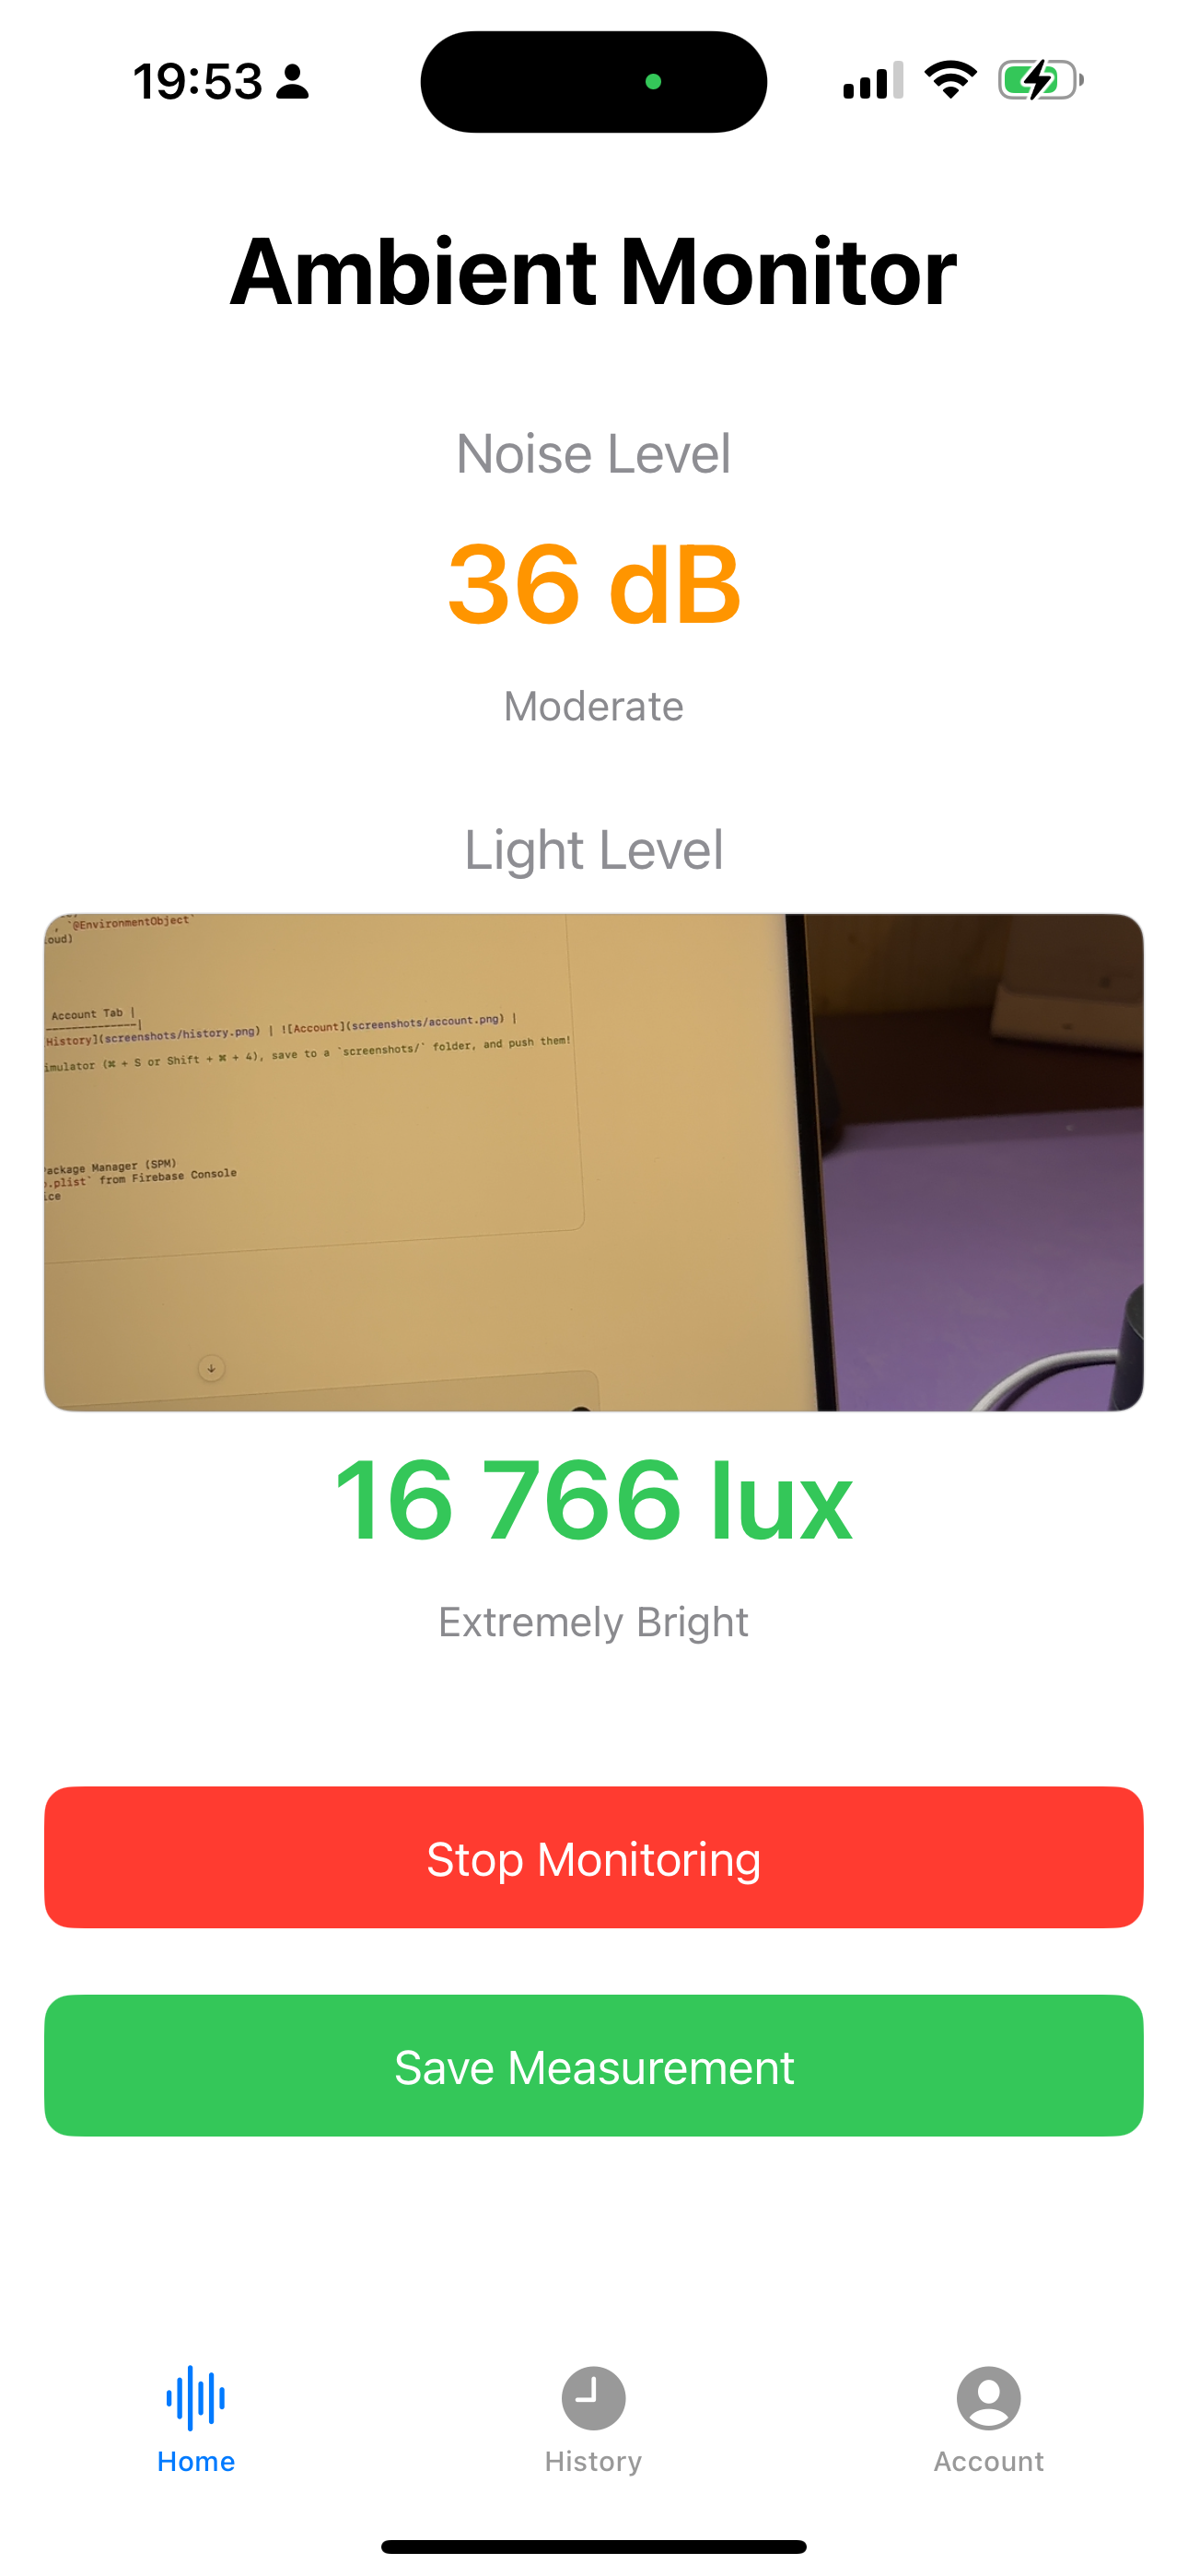 19:53
Ambient Monitor
Noise Level
36 dB
Moderate
Light Level
, `@EnvironmentObject`
oud)
Account Tab |
--------------|
History](screenshots/history.png) | ![Account](screenshots/account.png) |
imulator (⌘ + S or Shift + ⌘ + 4), save to a `screenshots/` folder, and push them!
Package Manager (SPM)
.plist` from Firebase Console
ice
16 766 lux
Extremely Bright
Stop Monitoring
Save Measurement
Home
History
Account